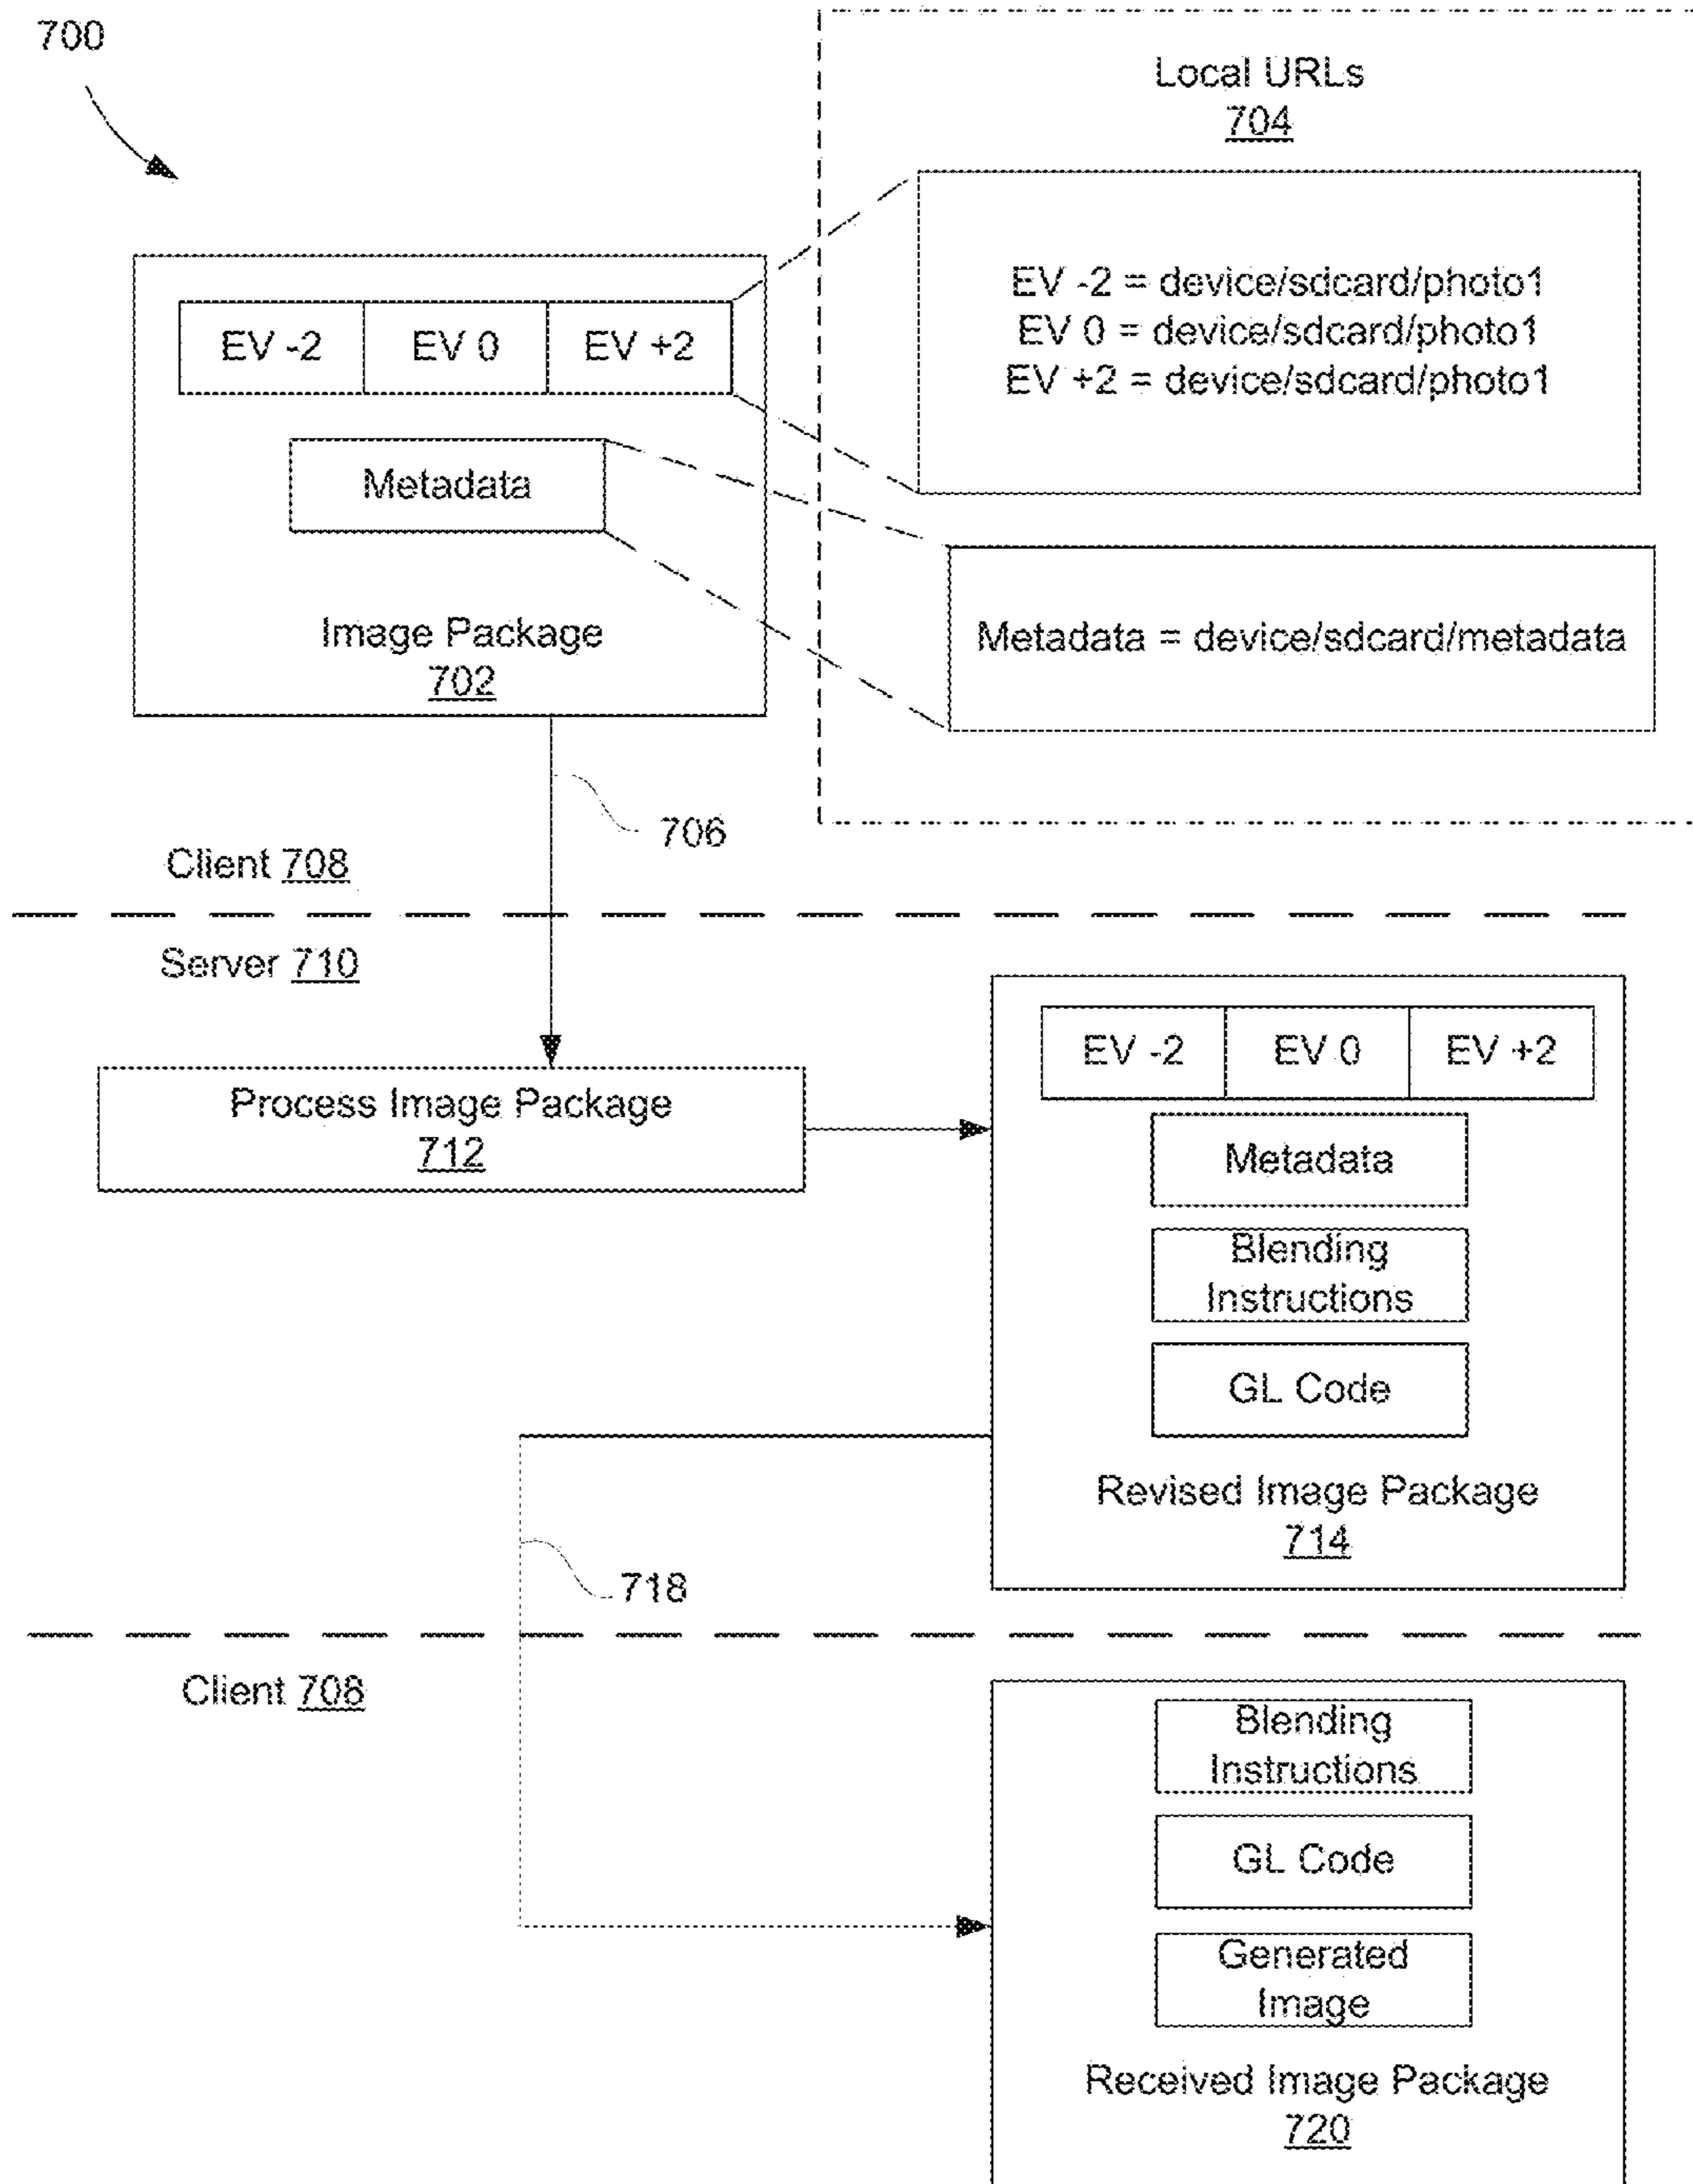 700
Local URLs
704
EV -2 = device/sdcard/photo1
EV 0 = device/sdcard/photo1
EV +2 = device/sdcard/photo1
EV -2 EV 0 EV +2
Metadata
Metadata = device/sdcard/metadata
Image Package
702
706
Client 708
Server 710
Process Image Package
712
EV -2 EV 0 EV +2
Metadata
Blending
Instructions
GL Code
Revised Image Package
714
718
Client 708
Blending
Instructions
GL Code
Generated
Image
Received Image Package
720